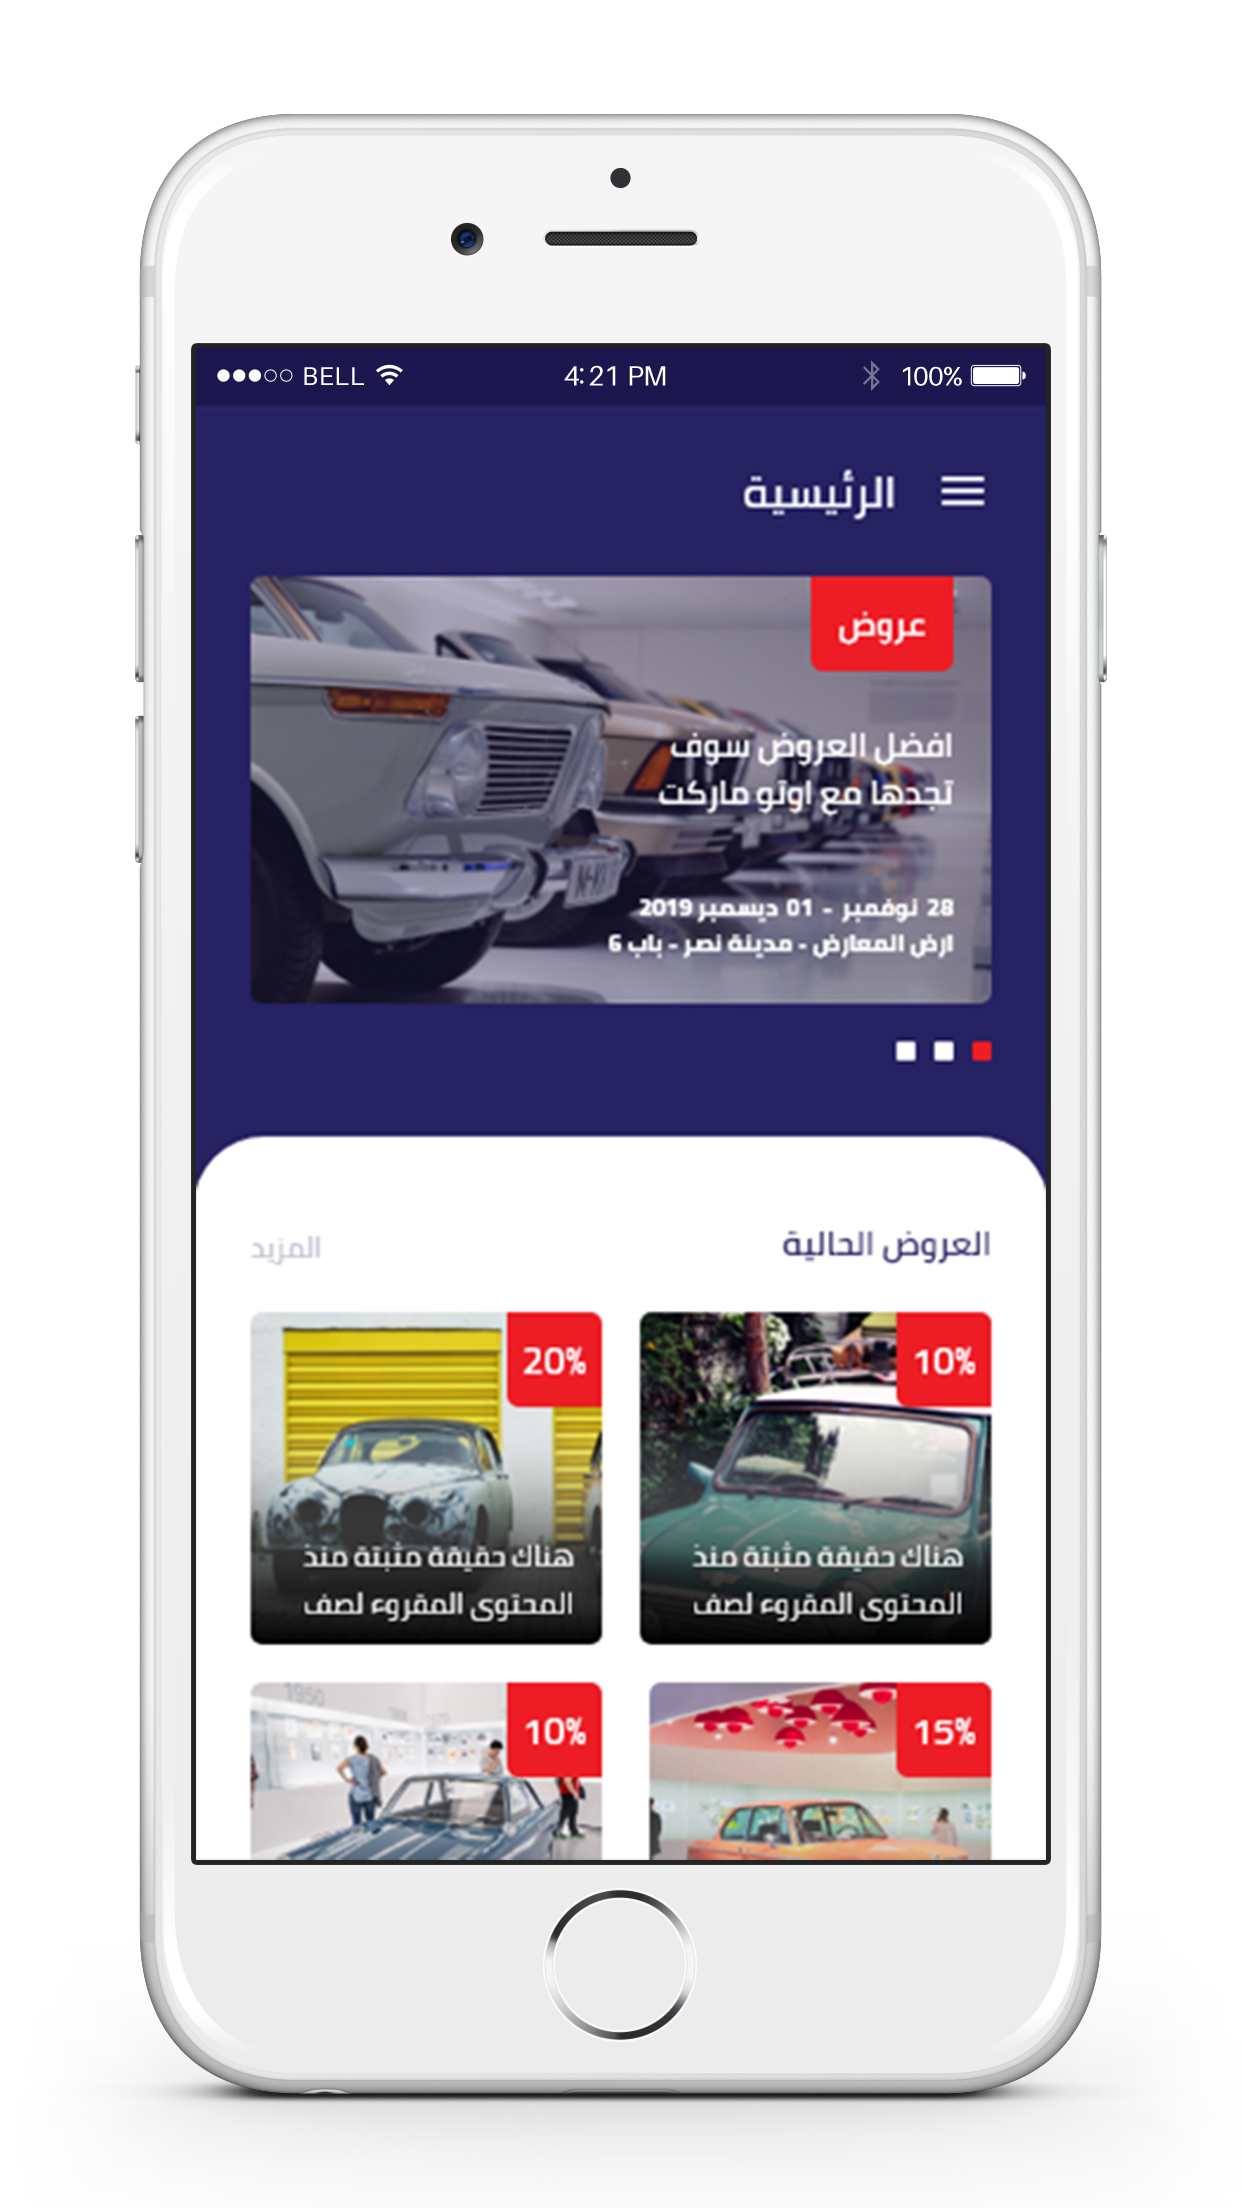 BELL 4:21 PM 100%
الرئيسية
عروض
افضل العروض سوف
تجدها مع اوتو ماركت
28 نوفمبر - 01 ديسمبر 2019
ارض المعارض - مدينة نصر - باب 6
العروض الحالية
المزيد
10%
هناك حقيقة مثبتة منذ
المحتوى المقروء لصف
20%
هناك حقيقة مثبتة منذ
المحتوى المقروء لصف
15%
10%
1950